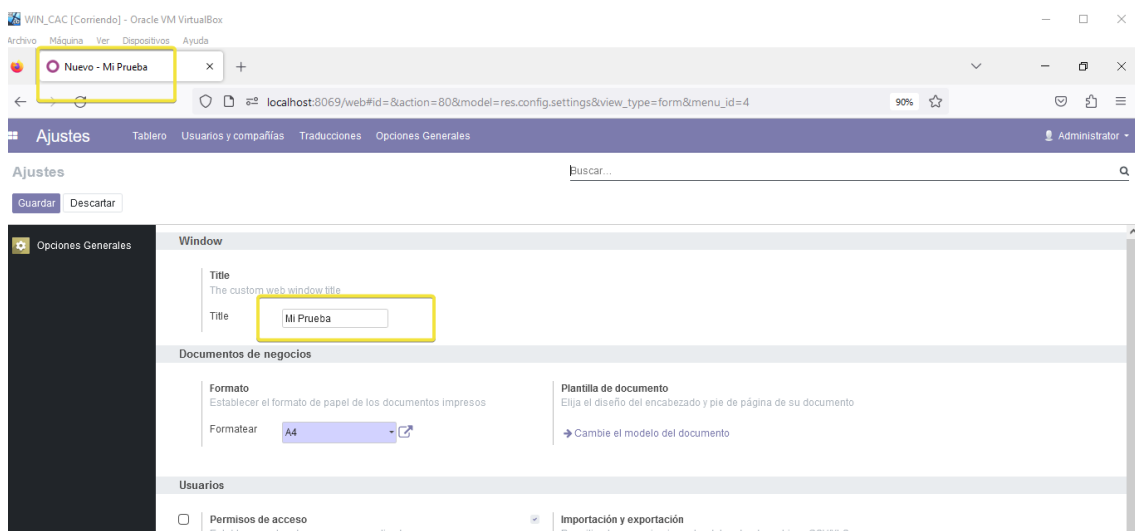 WIN_CAC [Corriendo] - Oracle VM VirtualBox
Archivo Máquina Ver Dispositivos Ayuda
Nuevo - Mi Prueba
localhost:8069/web#id=&action=80&model=res.config.settings&view_type=form&menu_id=4 90%
Ajustes Tablero Usuarios y compañías Traducciones Opciones Generales Administrator
Ajustes Buscar...
Guardar Descartar
Opciones Generales
Window
Title
The custom web window title
Title Mi Prueba
Documentos de negocios
Formato Plantilla de documento
Establecer el formato de papel de los documentos impresos Elija el diseño del encabezado y pie de página de su documento
Formatear A4 Cambie el modelo del documento
Usuarios
Permisos de acceso Importación y exportación